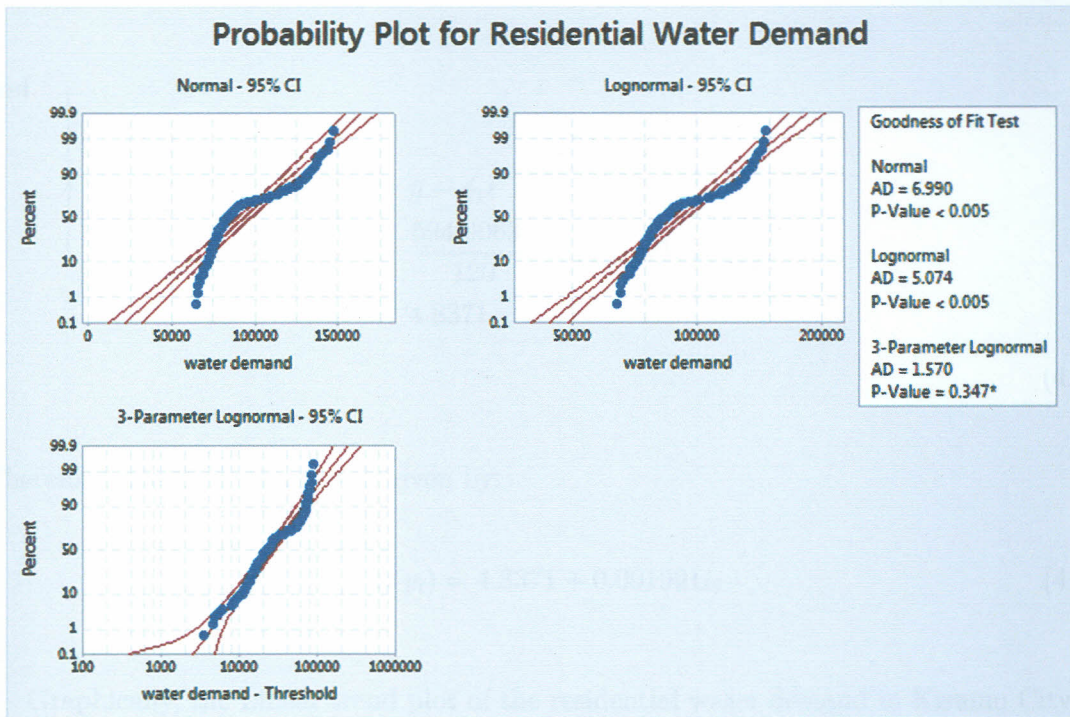 Probability Plot for Residential Water Demand
Normal - 95% CI
99.9
99
90
50
10
1
0.1
Percent
0
50000
100000
150000
water demand
Lognormal - 95% CI
99.9
99
90
50
10
1
0.1
Percent
50000
100000
200000
water demand
Goodness of Fit Test
Normal
AD = 6.990
P-Value < 0.005
Lognormal
AD = 5.074
P-Value < 0.005
3-Parameter Lognormal
AD = 1.570
P-Value = 0.347*
3-Parameter Lognormal - 95% CI
99.9
99
90
50
10
1
0.1
Percent
100
1000
10000
100000
1000000
water demand - Threshold